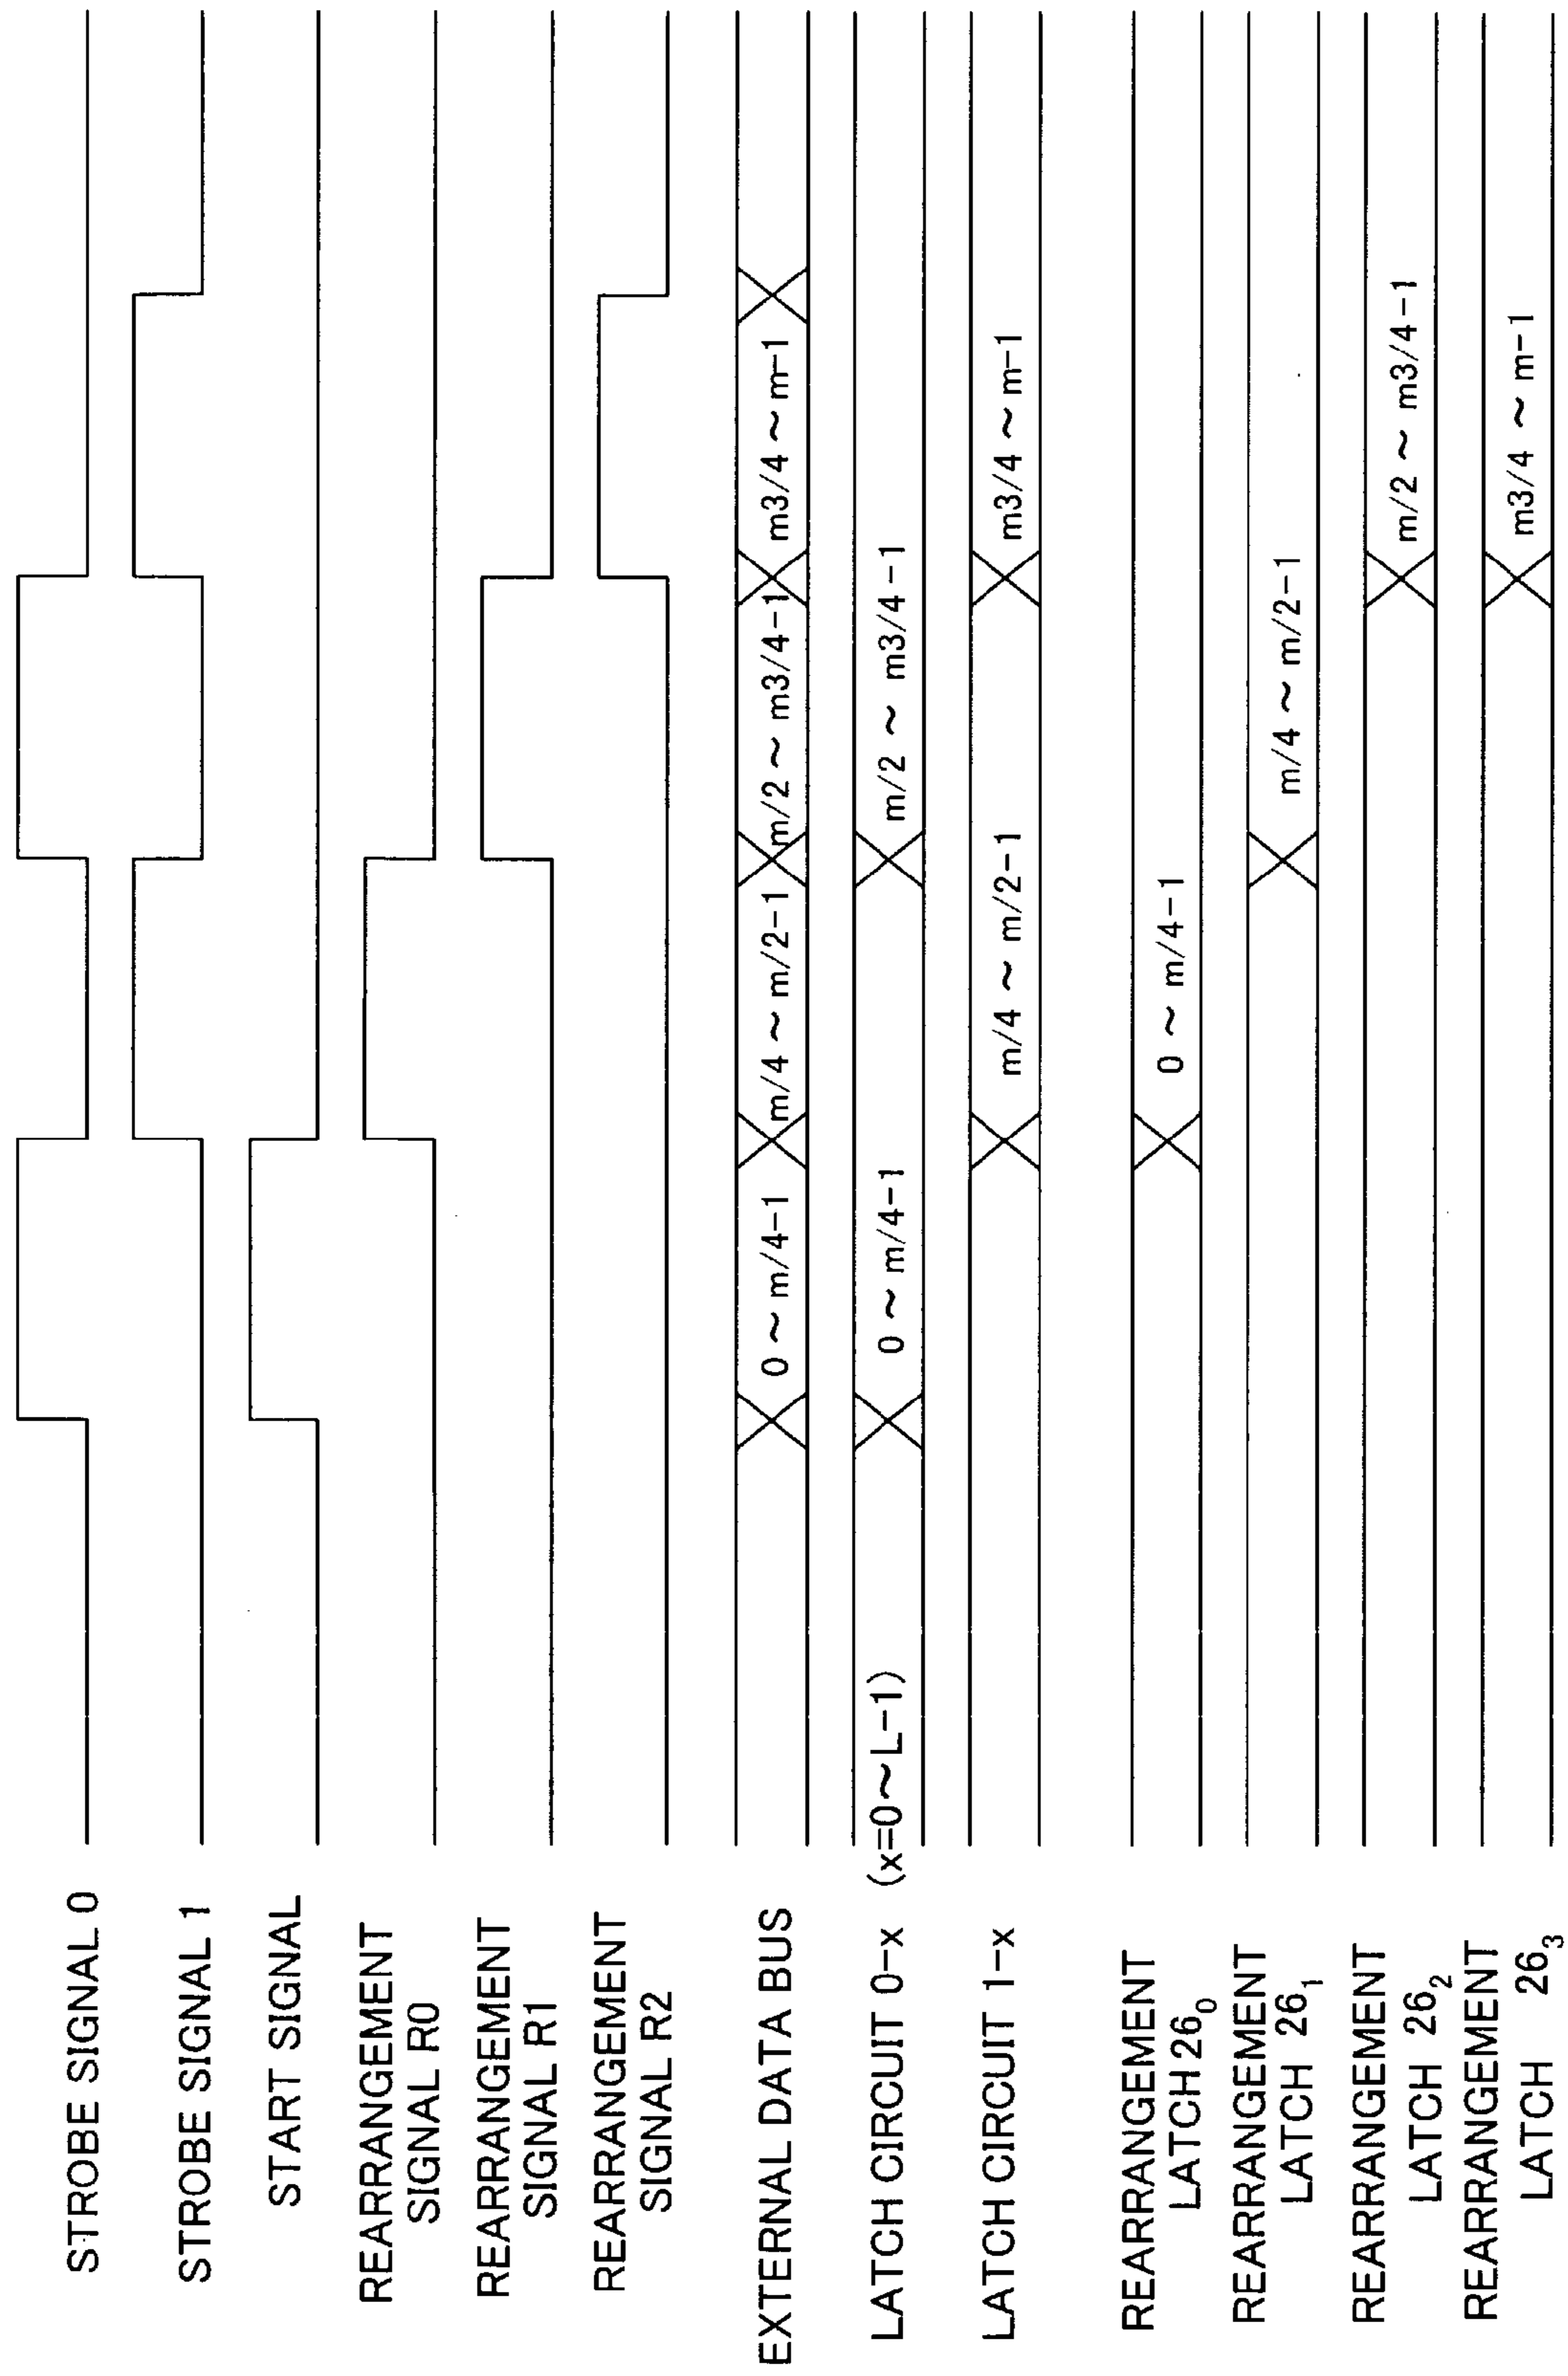 STROBE SIGNAL 0
STROBE SIGNAL 1
START SIGNAL
REARRANGEMENT
SIGNAL R0
REARRANGEMENT
SIGNAL R1
REARRANGEMENT
SIGNAL R2
EXTERNAL DATA BUS
0 ~ m/4-1
m/4 ~ m/2-1
m/2 ~ m3/4-1
m3/4 ~ m-1
LATCH CIRCUIT 0-x (x=0~L-1)
0 ~ m/4-1
m/2 ~ m3/4-1
LATCH CIRCUIT 1-x
m/4 ~ m/2-1
m3/4 ~ m-1
REARRANGEMENT
LATCH 26₀
0 ~ m/4-1
REARRANGEMENT
LATCH 26₁
m/4 ~ m/2-1
REARRANGEMENT
LATCH 26₂
m/2 ~ m3/4-1
REARRANGEMENT
LATCH 26₃
m3/4 ~ m-1